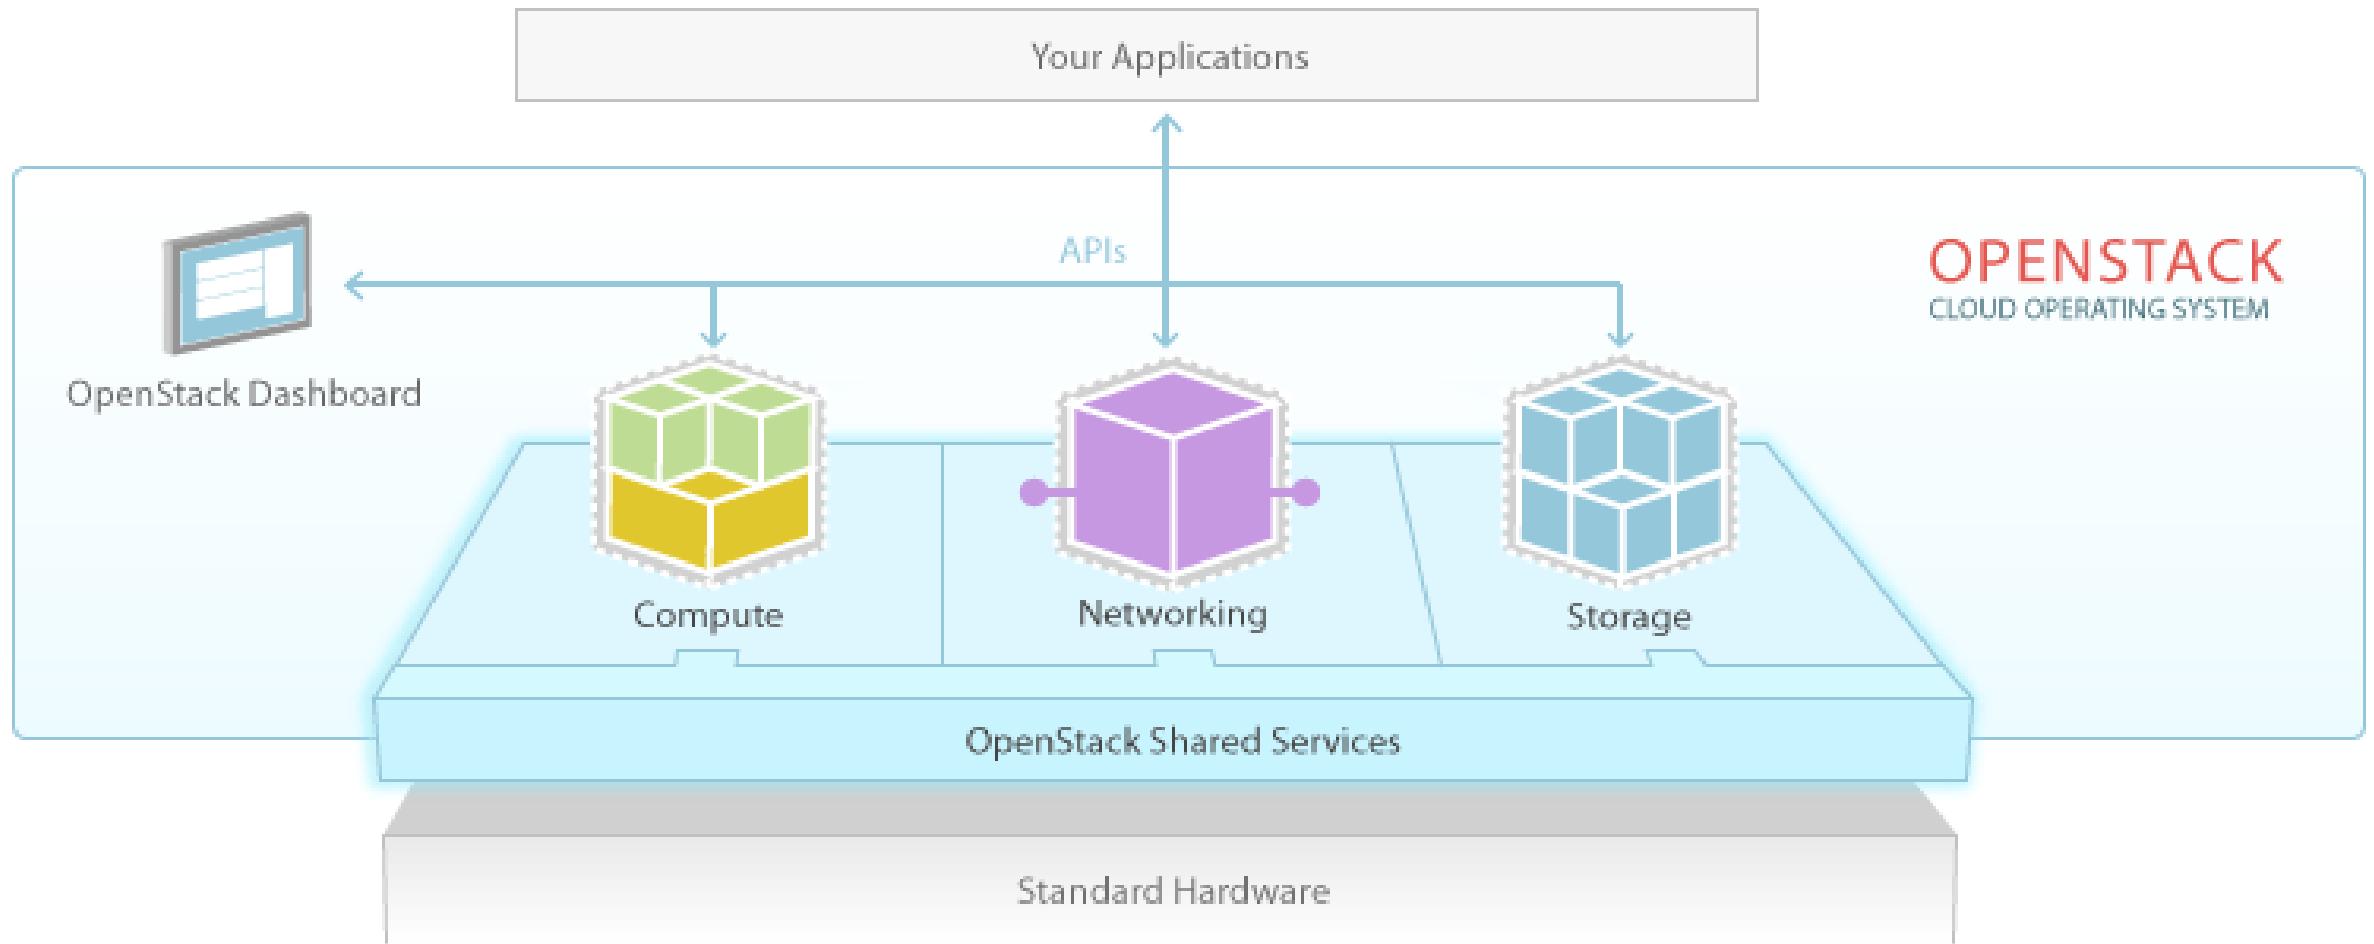 Your Applications
APIs
OPENSTACK
CLOUD OPERATING SYSTEM
OpenStack Dashboard
Compute
Networking
Storage
OpenStack Shared Services
Standard Hardware